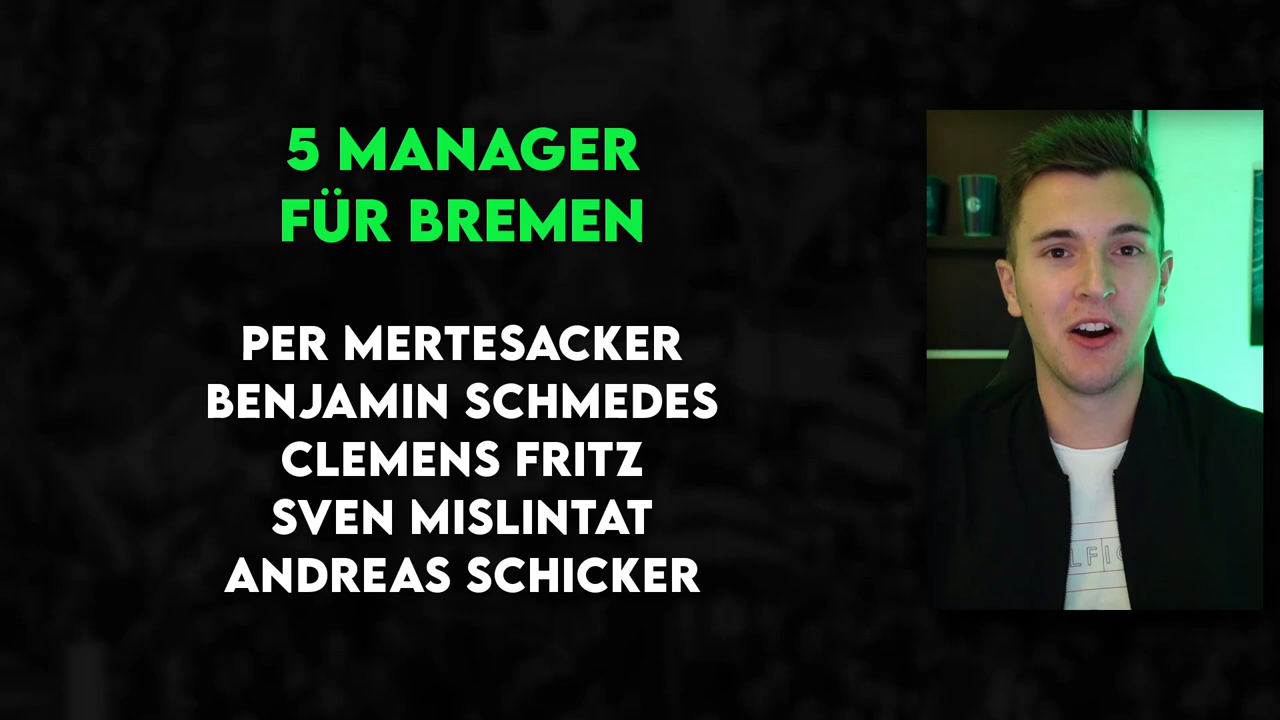 5 MANAGER
FÜR BREMEN
PER MERTESACKER
BENJAMIN SCHMEDES
CLEMENS FRITZ
SVEN MISLINTAT
ANDREAS SCHICKER